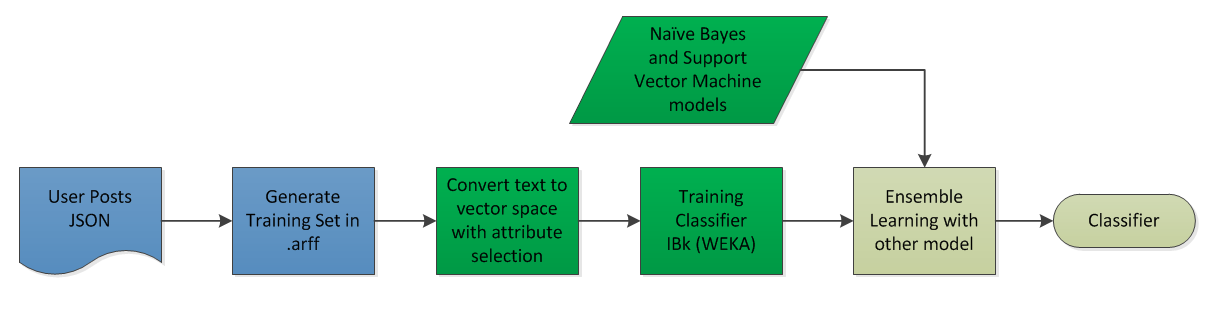 Naïve Bayes
and Support
Vector Machine
models
User Posts
JSON
Generate
Training Set in
.arff
Convert text to
vector space
with attribute
selection
Training
Classifier
IBk (WEKA)
Ensemble
Learning with
other model
Classifier